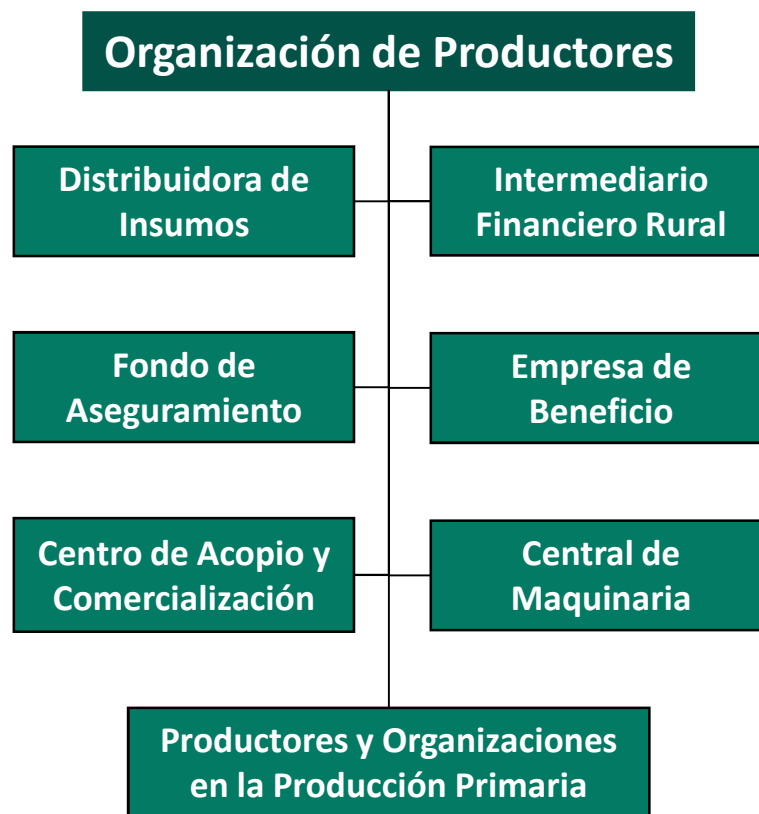 Organización de Productores
Distribuidora de
Insumos
Intermediario
Financiero Rural
Fondo de
Aseguramiento
Empresa de
Beneficio
Centro de Acopio y
Comercialización
Central de
Maquinaria
Productores y Organizaciones
en la Producción Primaria